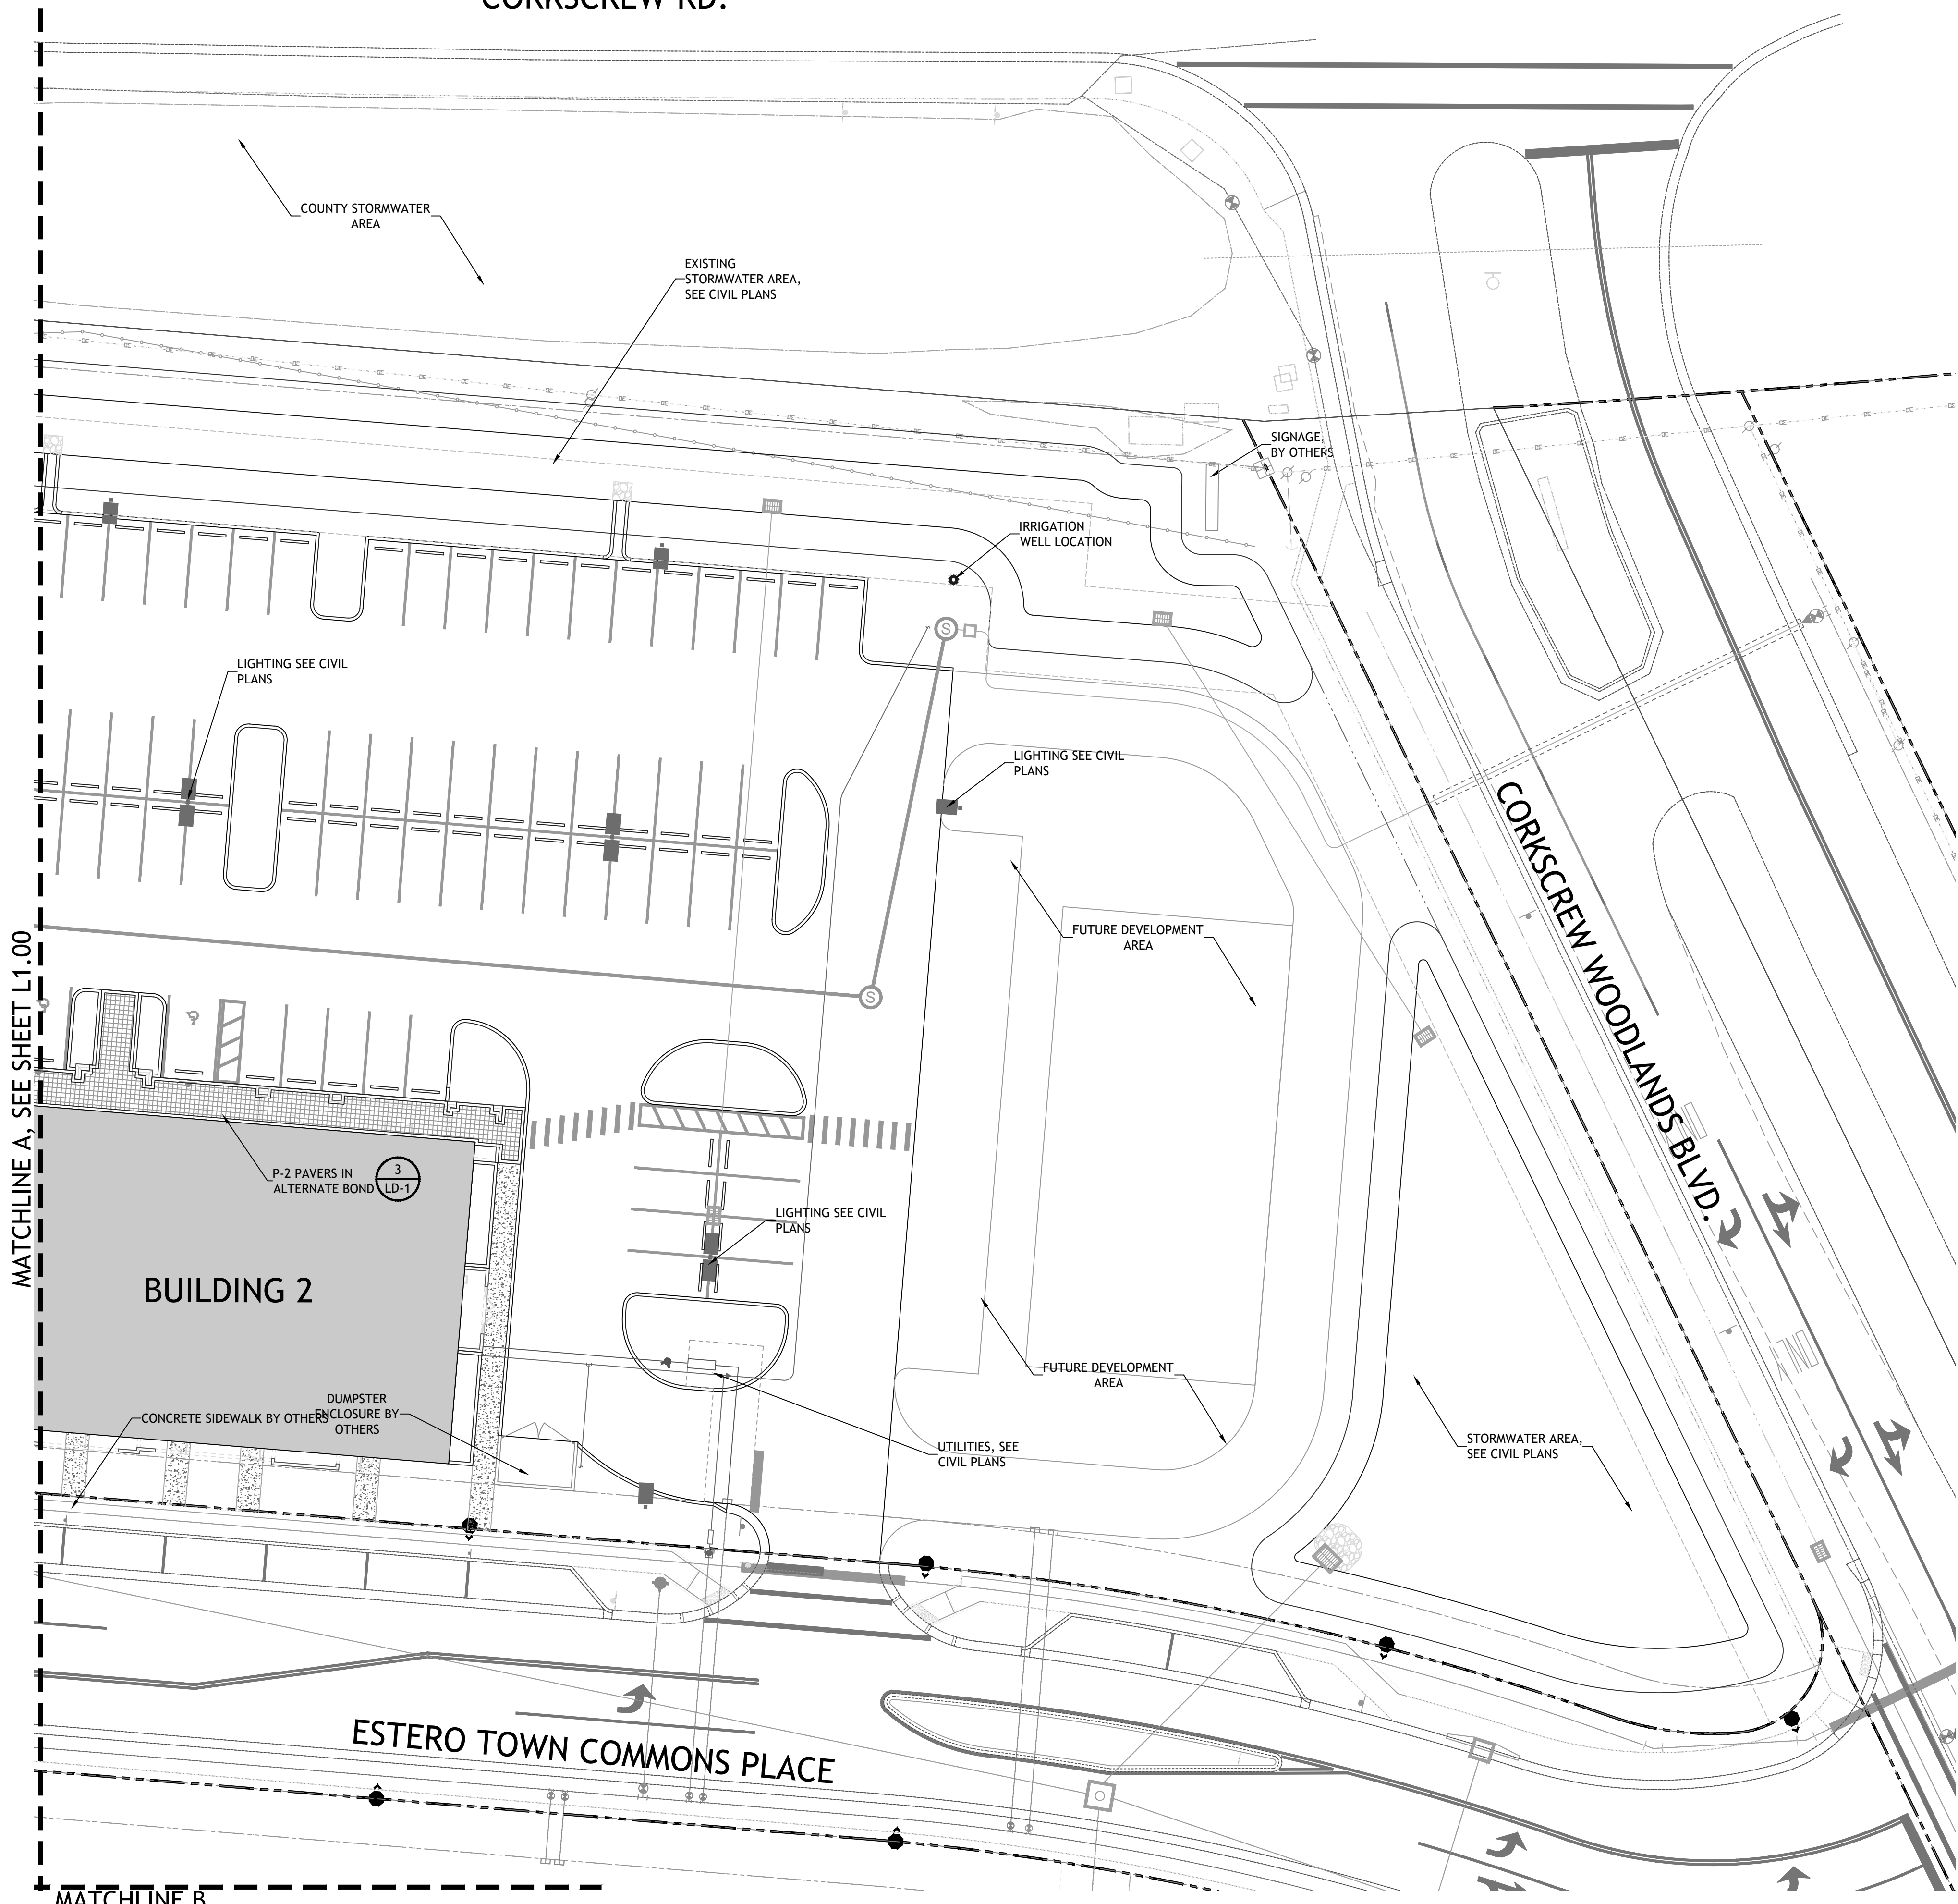 CORKSCREW RD.
COUNTY STORMWATER
AREA
EXISTING
STORMWATER AREA,
SEE CIVIL PLANS
SIGNAGE,
BY OTHERS
IRRIGATION
WELL LOCATION
S
LIGHTING SEE CIVIL
PLANS
LIGHTING SEE CIVIL
PLANS
CORKSCREW WOODLANDS BLVD.
FUTURE DEVELOPMENT
AREA
S
MATCHLINE A, SEE SHEET L1.00
P-2 PAVERS IN
ALTERNATE BOND
3
LD-1
LIGHTING SEE CIVIL
PLANS
BUILDING 2
FUTURE DEVELOPMENT
AREA
DUMPSTER
ENCLOSURE BY
OTHERS
CONCRETE SIDEWALK BY OTHERS
UTILITIES, SEE
CIVIL PLANS
STORMWATER AREA,
SEE CIVIL PLANS
ESTERO TOWN COMMONS PLACE
MATCHLINE B